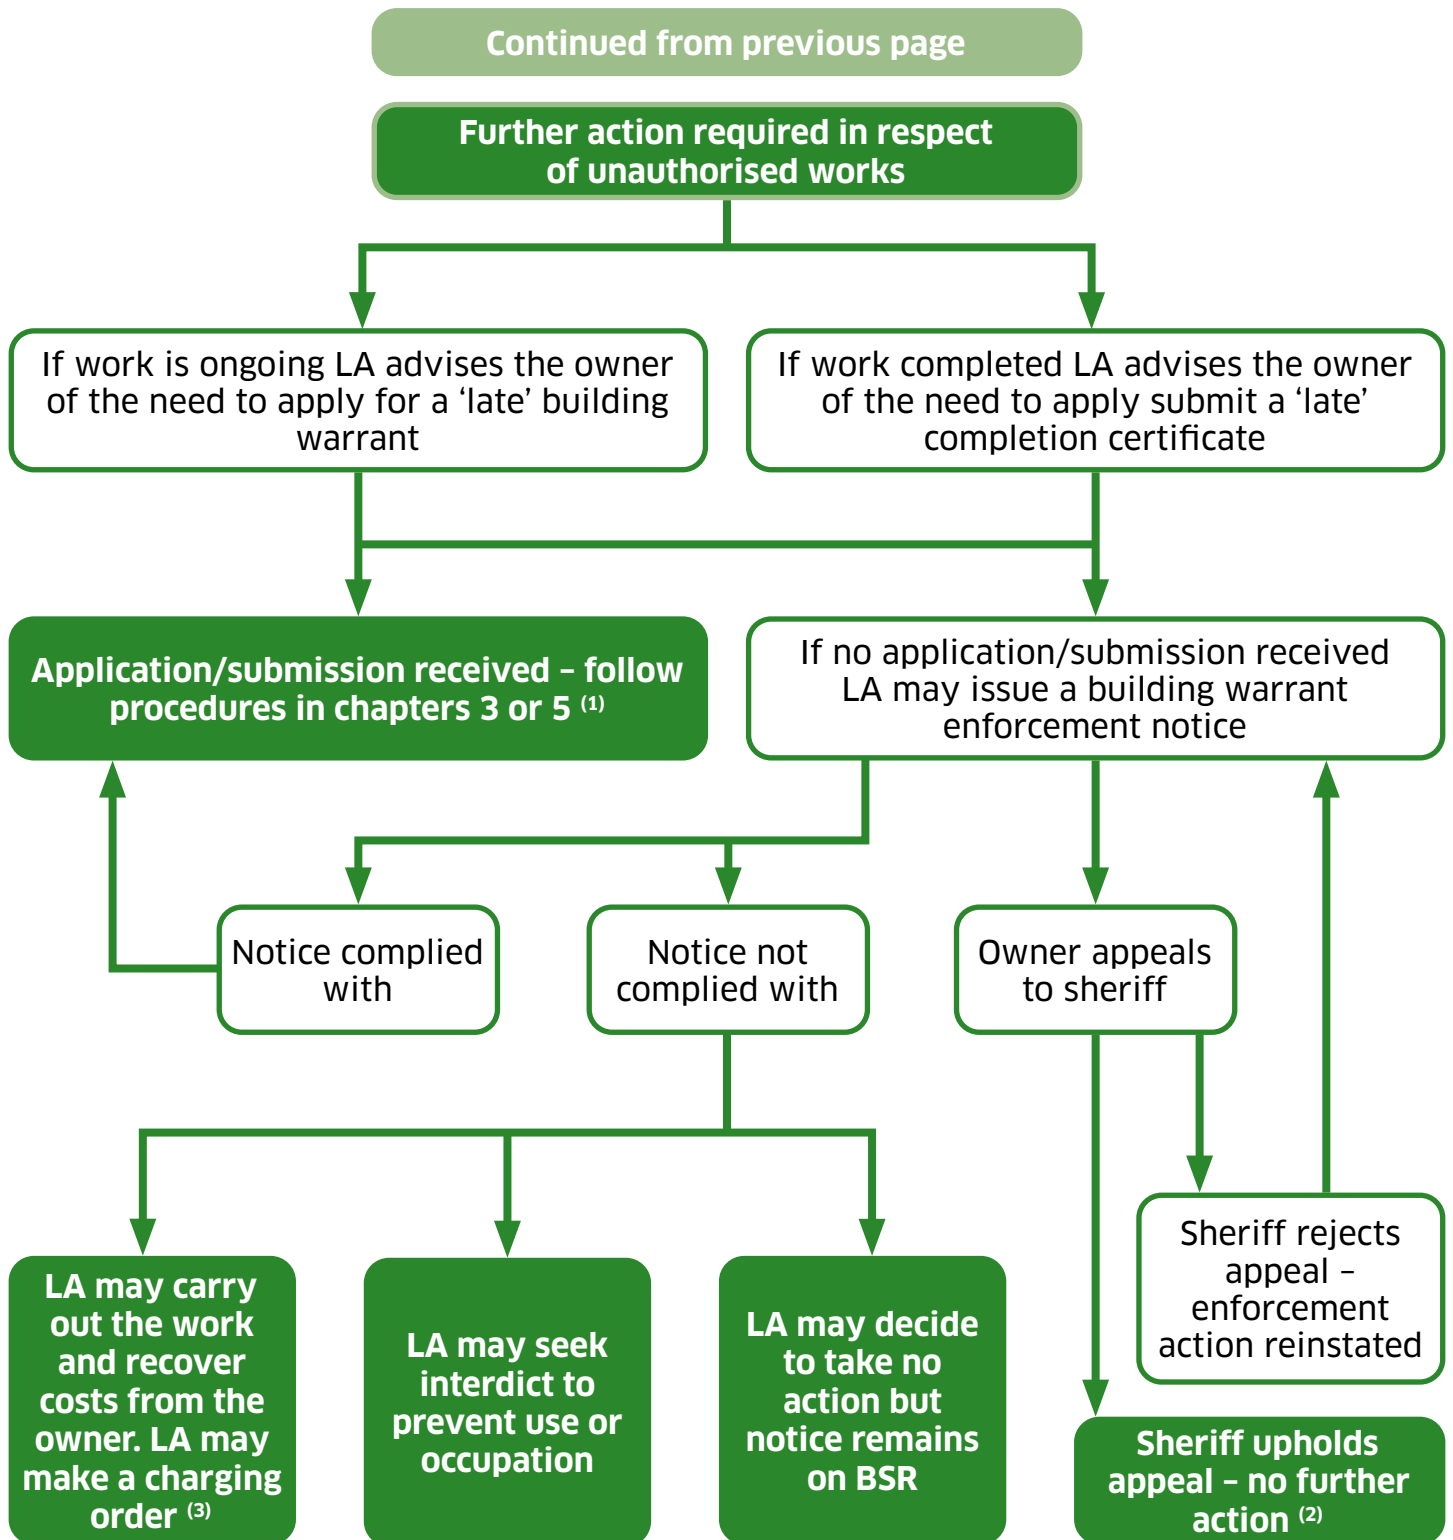 Continued from previous page
Further action required in respect
of unauthorised works
If work is ongoing LA advises the owner
of the need to apply for a ‘late’ building
warrant
If work completed LA advises the owner
of the need to apply submit a ‘late’
completion certificate
Application/submission received – follow
procedures in chapters 3 or 5 (1)
If no application/submission received
LA may issue a building warrant
enforcement notice
Notice complied
with
Notice not
complied with
Owner appeals
to sheriff
Sheriff rejects
appeal –
enforcement
action reinstated
LA may carry
out the work
and recover
costs from the
owner. LA may
make a charging
order (3)
LA may seek
interdict to
prevent use or
occupation
LA may decide
to take no
action but
notice remains
on BSR
Sheriff upholds
appeal – no further
action (2)